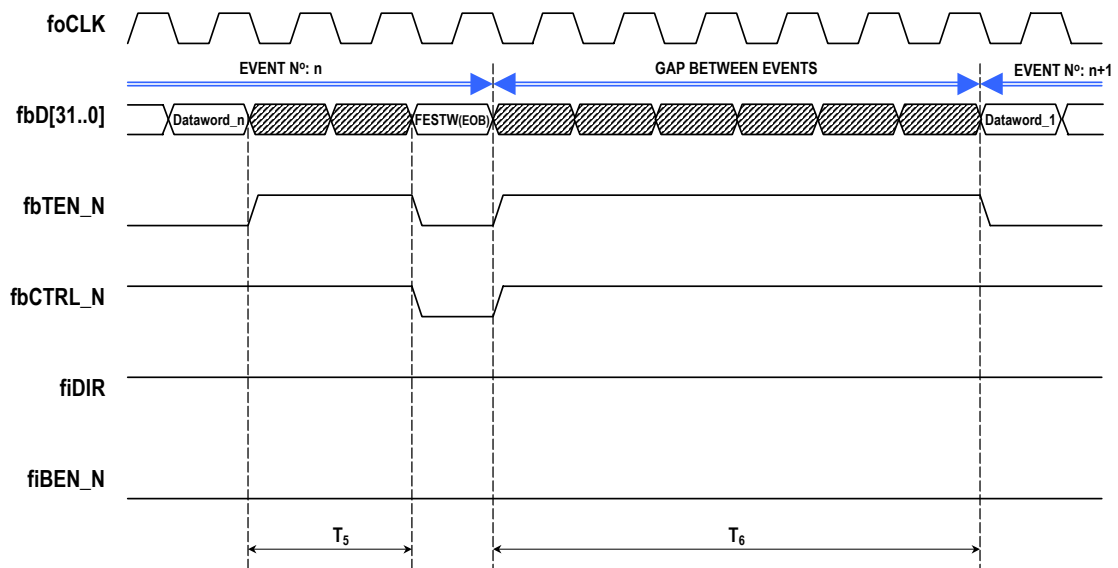 foCLK
EVENT Nº: n
GAP BETWEEN EVENTS
EVENT Nº: n+1
fbD[31..0]
Dataword_n
FESTW(EOB)
Dataword_1
fbTEN_N
fbCTRL_N
fiDIR
fiBEN_N
T5
T6